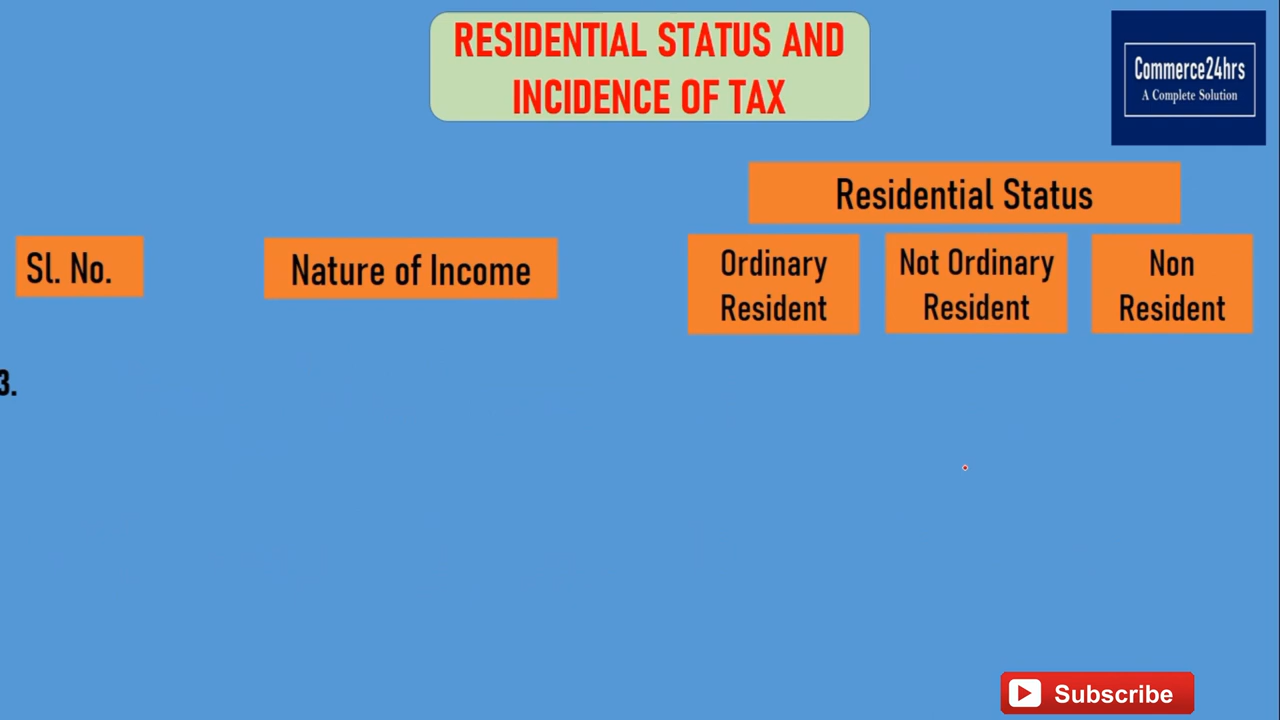 RESIDENTIAL STATUS AND
INCIDENCE OF TAX
Commerce24hrs
A Complete Solution
Residential Status
Sl. No.
Nature of Income
Ordinary
Resident
Not Ordinary
Resident
Non
Resident
3.
Subscribe